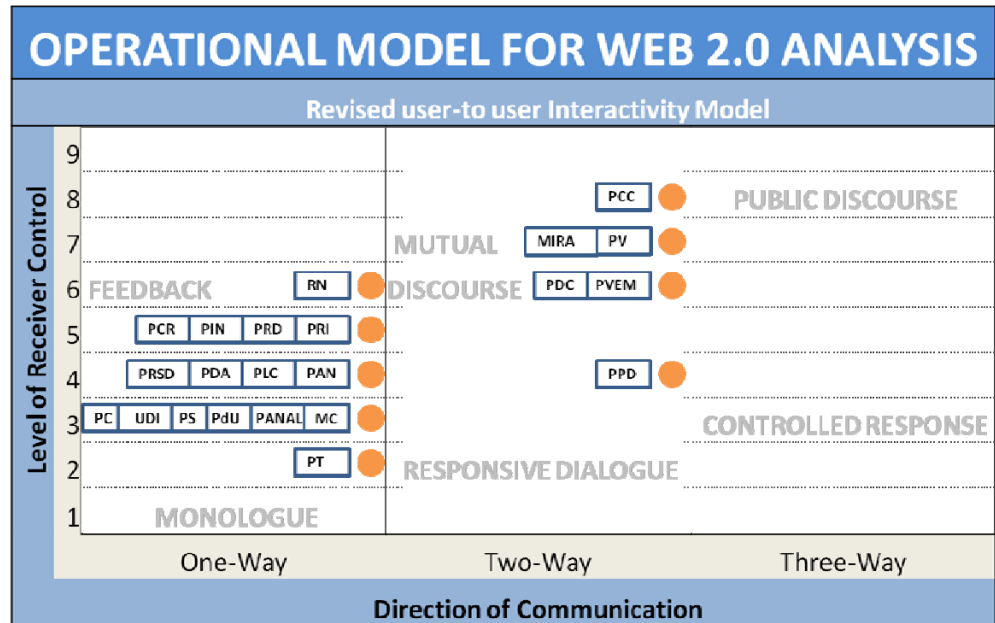 OPERATIONAL MODEL FOR WEB 2.0 ANALYSIS
Revised user-to user Interactivity Model
Level of Receiver Control
9
8
PCC
PUBLIC DISCOURSE
7
MUTUAL
MIRA PV
6
FEEDBACK
RN
DISCOURSE
PDC PVEM
5
PCR PIN PRD PRI
4
PRSD PDA PLC PAN
PPD
3
PC UDI PS PdU PANAL MC
CONTROLLED RESPONSE
2
PT
RESPONSIVE DIALOGUE
1
MONOLOGUE
One-Way
Two-Way
Three-Way
Direction of Communication